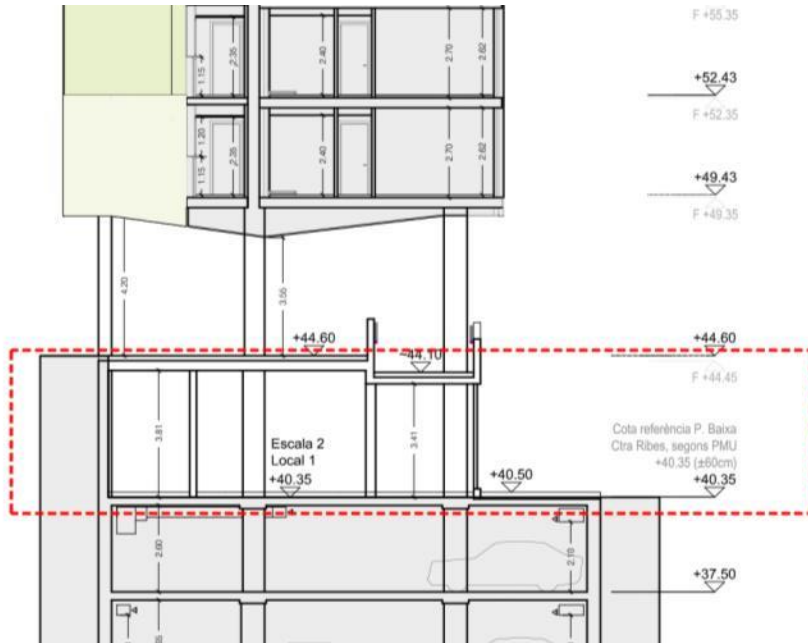 F +55.35
2.35
2.40
2.70
2.62
1.15
+52.43
F +52.35
1.20
2.35
2.40
2.70
2.62
1.15
+49.43
F +49.35
4.20
3.55
+44.60
+44.60
44.10
F +44.45
3.81
3.41
Cota referència P. Baixa
Ctra Ribes, segons PMU
+40.35 (±60cm)
Escala 2
Local 1
+40.35
+40.50
+40.35
2.60
2.10
+37.50